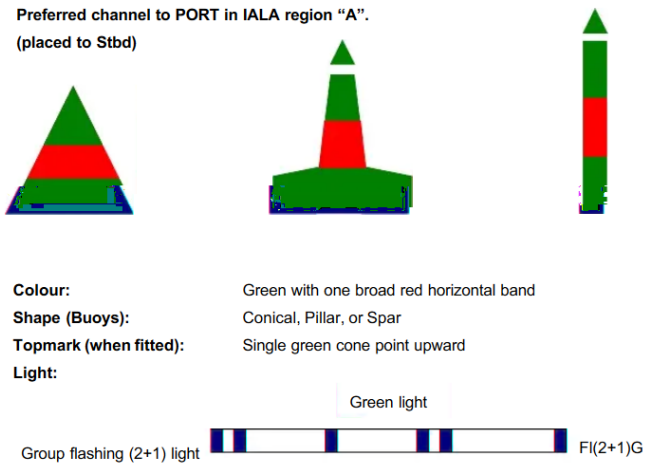 Preferred channel to PORT in IALA region “A”.
(placed to Stbd)
Colour: Green with one broad red horizontal band
Shape (Buoys): Conical, Pillar, or Spar
Topmark (when fitted): Single green cone point upward
Light:
Green light
Group flashing (2+1) light Fl(2+1)G